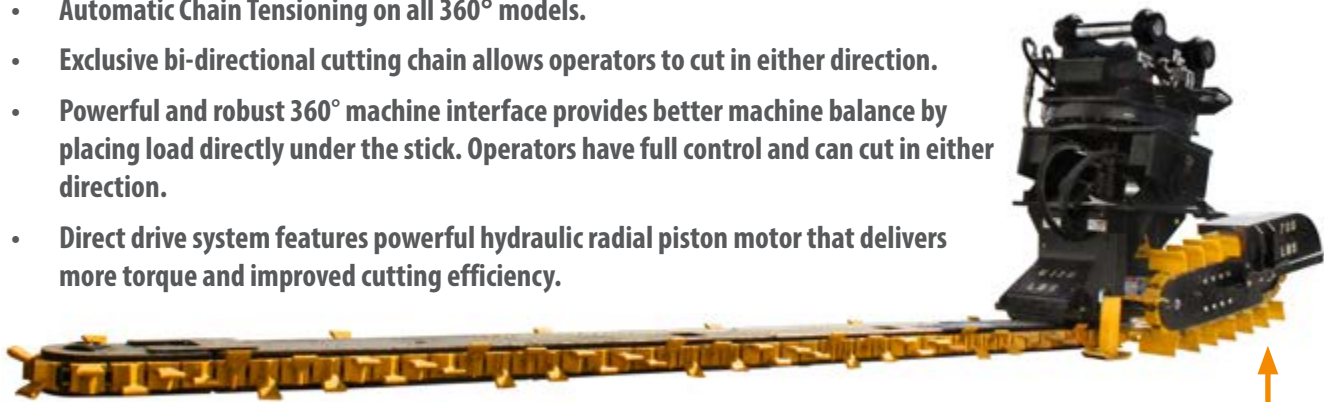 • Automatic Chain Tensioning on all 360° models.
• Exclusive bi-directional cutting chain allows operators to cut in either direction.
• Powerful and robust 360° machine interface provides better machine balance by
placing load directly under the stick. Operators have full control and can cut in either
direction.
• Direct drive system features powerful hydraulic radial piston motor that delivers
more torque and improved cutting efficiency.
700
LBS
LBS